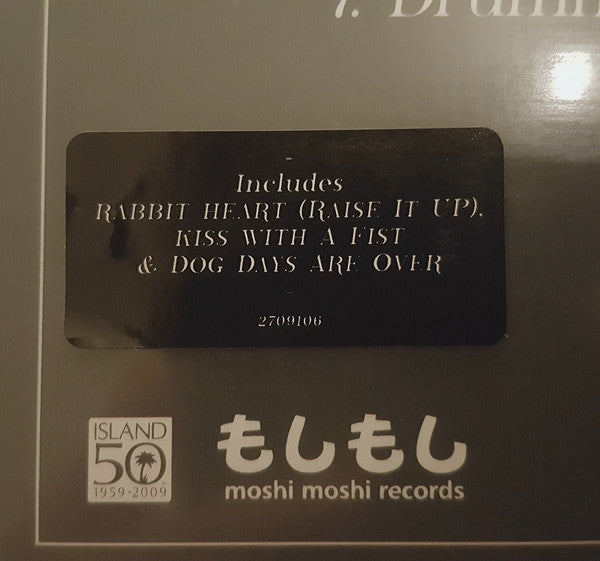 7. Drumm
Includes
RABBIT HEART (RAISE IT UP),
KISS WITH A FIST
& DOG DAYS ARE OVER
2709106
ISLAND
50
1959-2009
もしもし
moshi moshi records